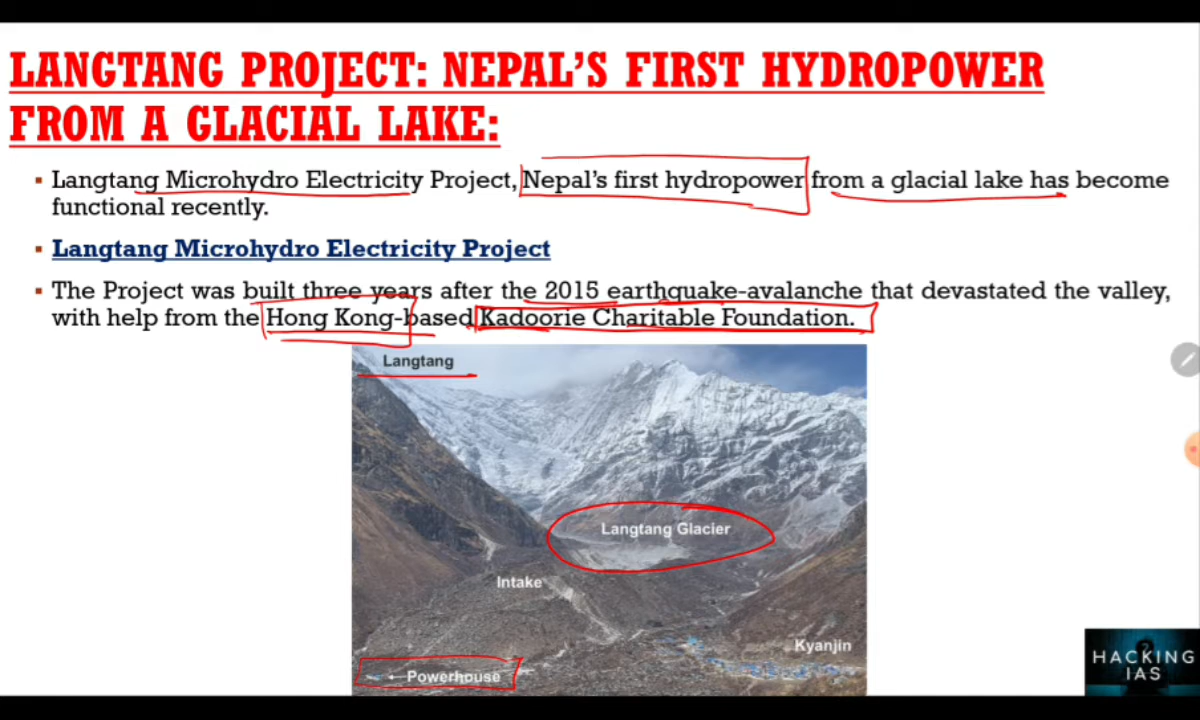 LANGTANG PROJECT: NEPAL'S FIRST HYDROPOWER
FROM A GLACIAL LAKE:
▪ Langtang Microhydro Electricity Project, Nepal's first hydropower from a glacial lake has become
functional recently.
▪ Langtang Microhydro Electricity Project
▪ The Project was built three years after the 2015 earthquake-avalanche that devastated the valley,
with help from the Hong Kong-based Kadoorie Charitable Foundation.
Langtang
Langtang Glacier
Intake
Kyanjin
Powerhouse
HACKING
IAS